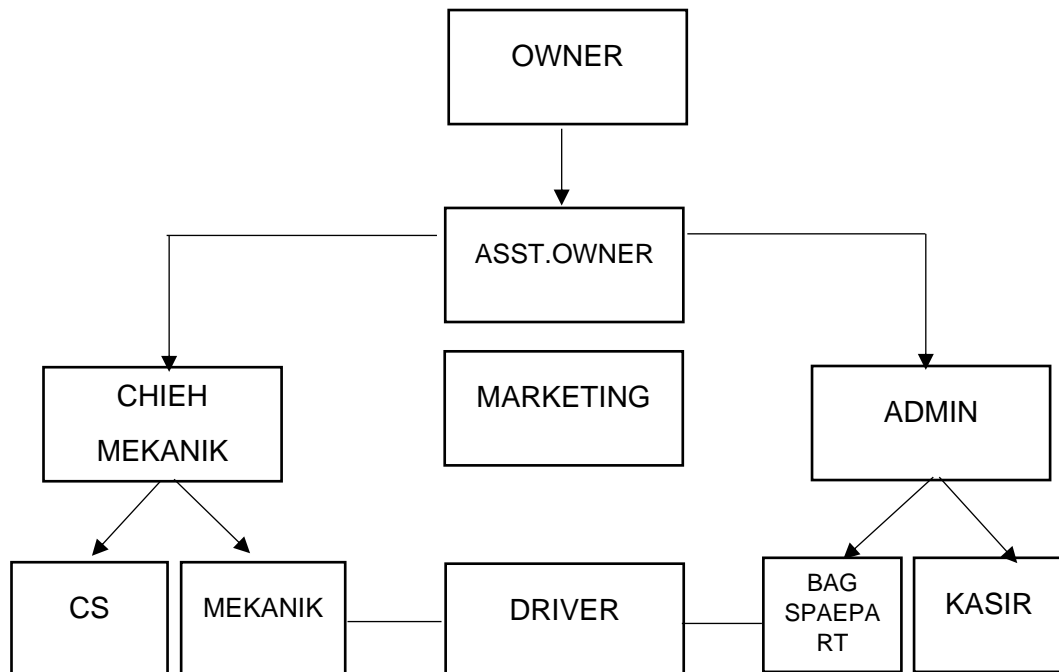 OWNER
ASST.OWNER
CHIEH
MEKANIK
MARKETING
ADMIN
CS
MEKANIK
DRIVER
BAG
SPAEPA
RT
KASIR